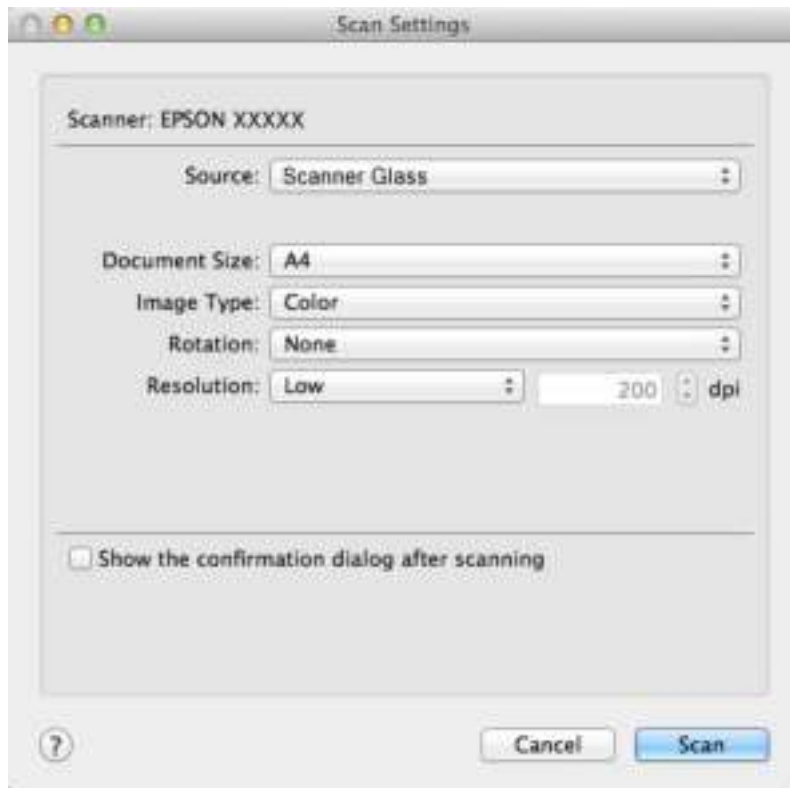 Scan Settings
Scanner: EPSON XXXXX
Source: Scanner Glass
Document Size: A4
Image Type: Color
Rotation: None
Resolution: Low 200 dpi
Show the confirmation dialog after scanning
? Cancel Scan